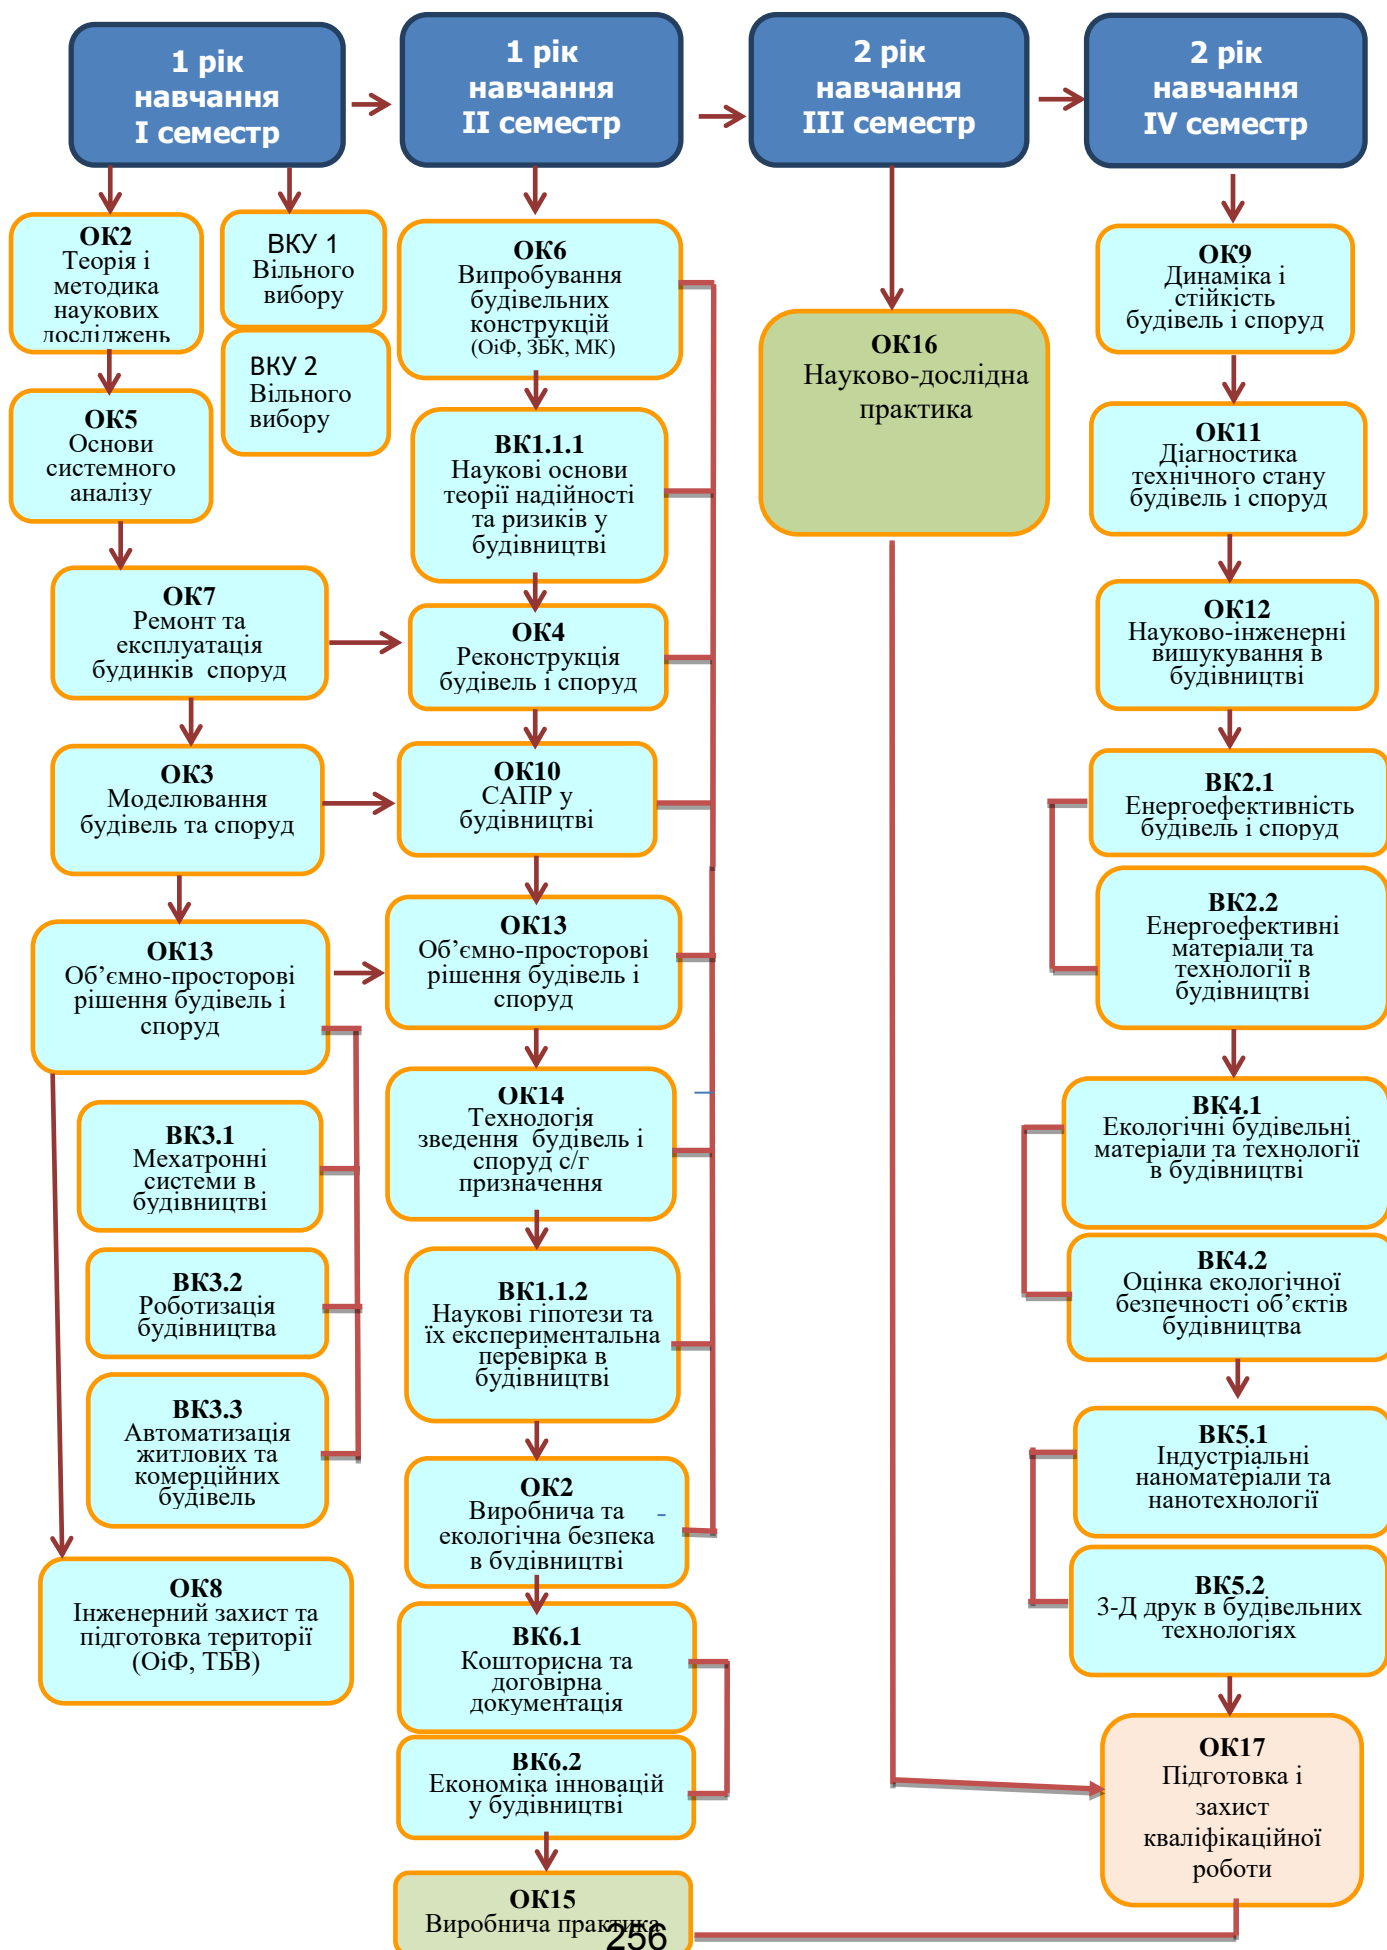 1 рік
навчання
I семестр
1 рік
навчання
II семестр
2 рік
навчання
III семестр
2 рік
навчання
IV семестр
ОК2
Теорія і
методика
наукових
досліджень
ВКУ 1
Вільного
вибору
ВКУ 2
Вільного
вибору
ОК5
Основи
системного
аналізу
ОК7
Ремонт та
експлуатація
будинків споруд
ОК3
Моделювання
будівель та споруд
ОК13
Об’ємно-просторові
рішення будівель і
споруд
ВК3.1
Мехатронні
системи в
будівництві
ВК3.2
Роботизація
будівництва
ВК3.3
Автоматизація
житлових та
комерційних
будівель
ОК8
Інженерний захист та
підготовка території
(ОіФ, ТБВ)
ОК6
Випробування
будівельних
конструкцій
(ОіФ, ЗБК, МК)
ВК1.1.1
Наукові основи
теорії надійності
та ризиків у
будівництві
ОК4
Реконструкція
будівель і споруд
ОК10
САПР у
будівництві
ОК13
Об’ємно-просторові
рішення будівель і
споруд
ОК14
Технологія
зведення будівель і
споруд с/г
призначення
ВК1.1.2
Наукові гіпотези та
їх експериментальна
перевірка в
будівництві
ОК2
Виробнича та
екологічна безпека
в будівництві
ВК6.1
Кошторисна та
договірна
документація
ВК6.2
Економіка інновацій
у будівництві
ОК15
Виробнича практика
ОК16
Науково-дослідна
практика
ОК9
Динаміка і
стійкість
будівель і споруд
ОК11
Діагностика
технічного стану
будівель і споруд
ОК12
Науково-інженерні
вишукування в
будівництві
ВК2.1
Енергоефективність
будівель і споруд
ВК2.2
Енергоефективні
матеріали та
технології в
будівництві
ВК4.1
Екологічні будівельні
матеріали та технології
в будівництві
ВК4.2
Оцінка екологічної
безпечності об’єктів
будівництва
ВК5.1
Індустріальні
наноматеріали та
нанотехнології
ВК5.2
3-Д друк в будівельних
технологіях
ОК17
Підготовка і
захист
кваліфікаційної
роботи
256